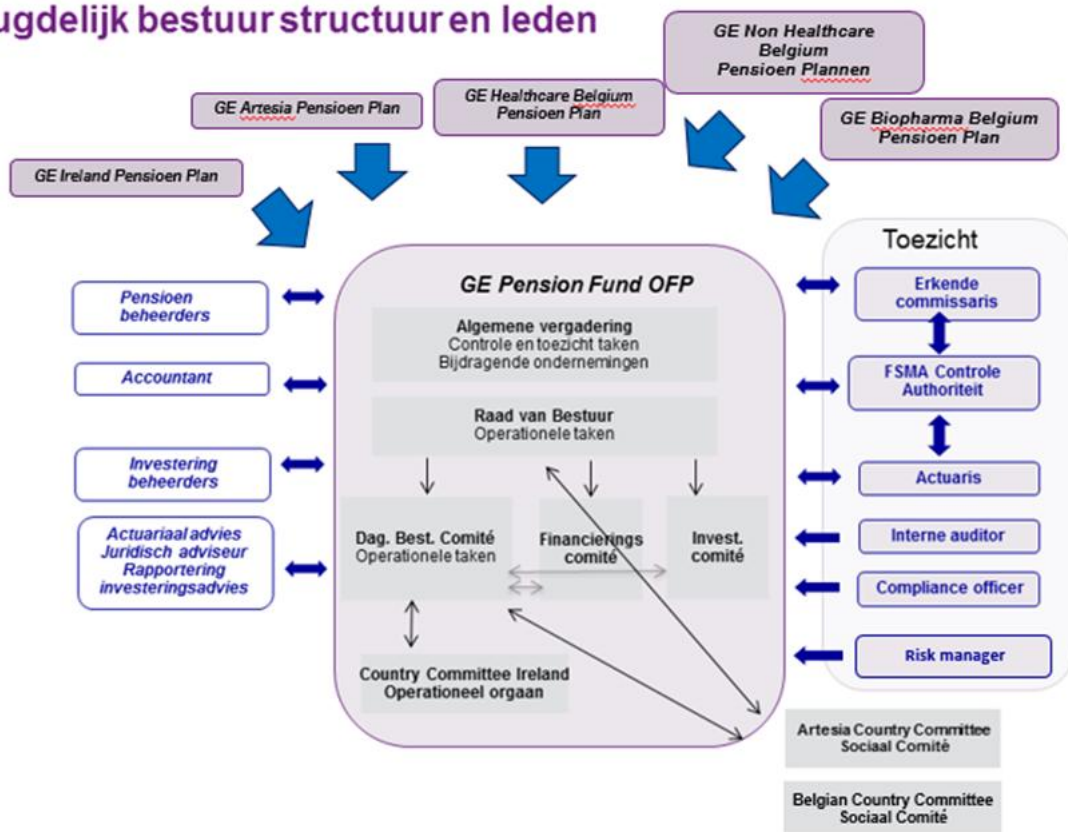 ugdelijk bestuur structuur en leden
GE Non Healthcare
Belgium
Pensioen Plannen
GE Artesia Pensioen Plan
GE Healthcare Belgium
Pensioen Plan
GE Biopharma Belgium
Pensioen Plan
GE Ireland Pensioen Plan
Toezicht
GE Pension Fund OFP
Pensioen
beheerders
Algemene vergadering
Controle en toezicht taken
Bijdragende ondernemingen
Erkende
commissaris
Accountant
FSMA Controle
Authoriteit
Raad van Bestuur
Operationele taken
Investering
beheerders
Actuaris
Actuariaal advies
Juridisch adviseur
Rapportering
investeringsadvies
Dag. Best. Comité
Operationele taken
Financierings
comité
Invest.
comité
Interne auditor
Compliance officer
Risk manager
Country Committee Ireland
Operationeel orgaan
Artesia Country Committee
Sociaal Comité
Belgian Country Committee
Sociaal Comité